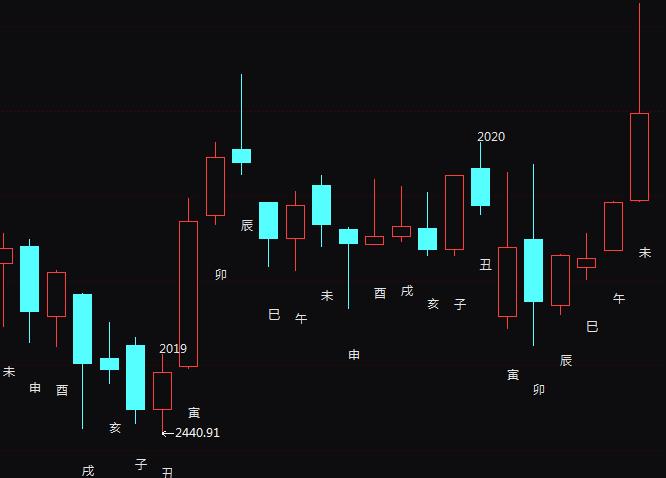 2020
辰
未
丑
卯
未
酉
戌
亥
子
午
巳
午
巳
2019
申
辰
未
寅
申
酉
卯
寅
亥
2440.91
子
戌
丑